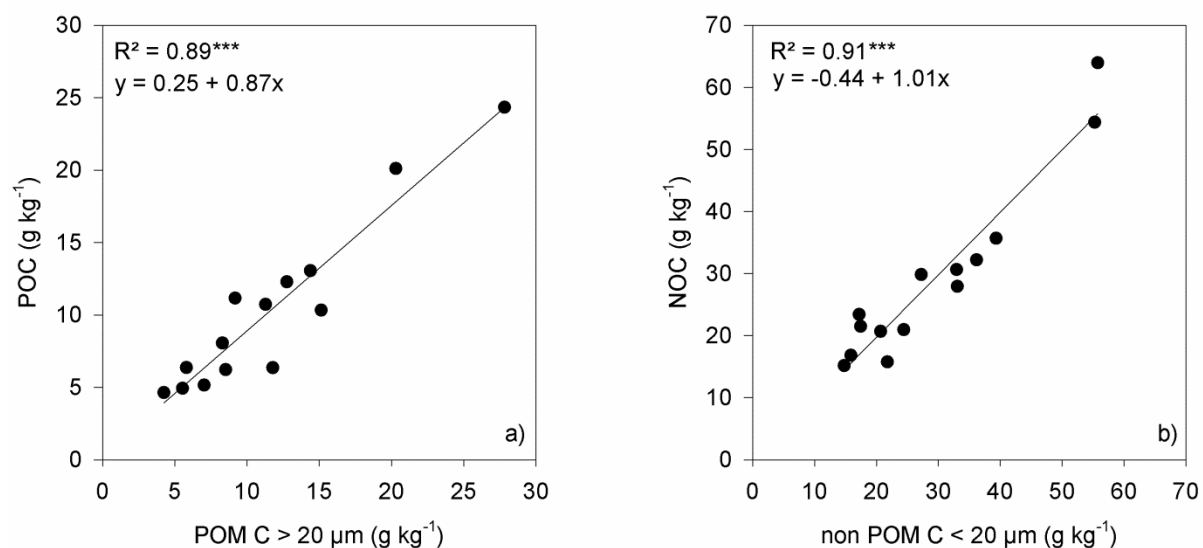 R² = 0.89***
y = 0.25 + 0.87x
POC (g kg⁻¹)
30
25
20
15
10
5
0
a)
0 5 10 15 20 25 30
POM C > 20 µm (g kg⁻¹)
R² = 0.91***
y = -0.44 + 1.01x
NOC (g kg⁻¹)
70
60
50
40
30
20
10
0
b)
0 10 20 30 40 50 60 70
non POM C < 20 µm (g kg⁻¹)